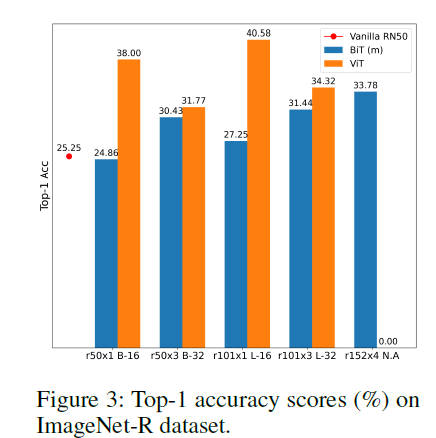 Vanilla RN50
BiT (m)
ViT
40.58
38.00
34.32
33.78
31.77
31.44
30.43
27.25
25.25
24.86
0.00
Top-1 Acc
r50x1 B-16 r50x3 B-32 r101x1 L-16 r101x3 L-32 r152x4 N.A
Figure 3: Top-1 accuracy scores (%) on
ImageNet-R dataset.